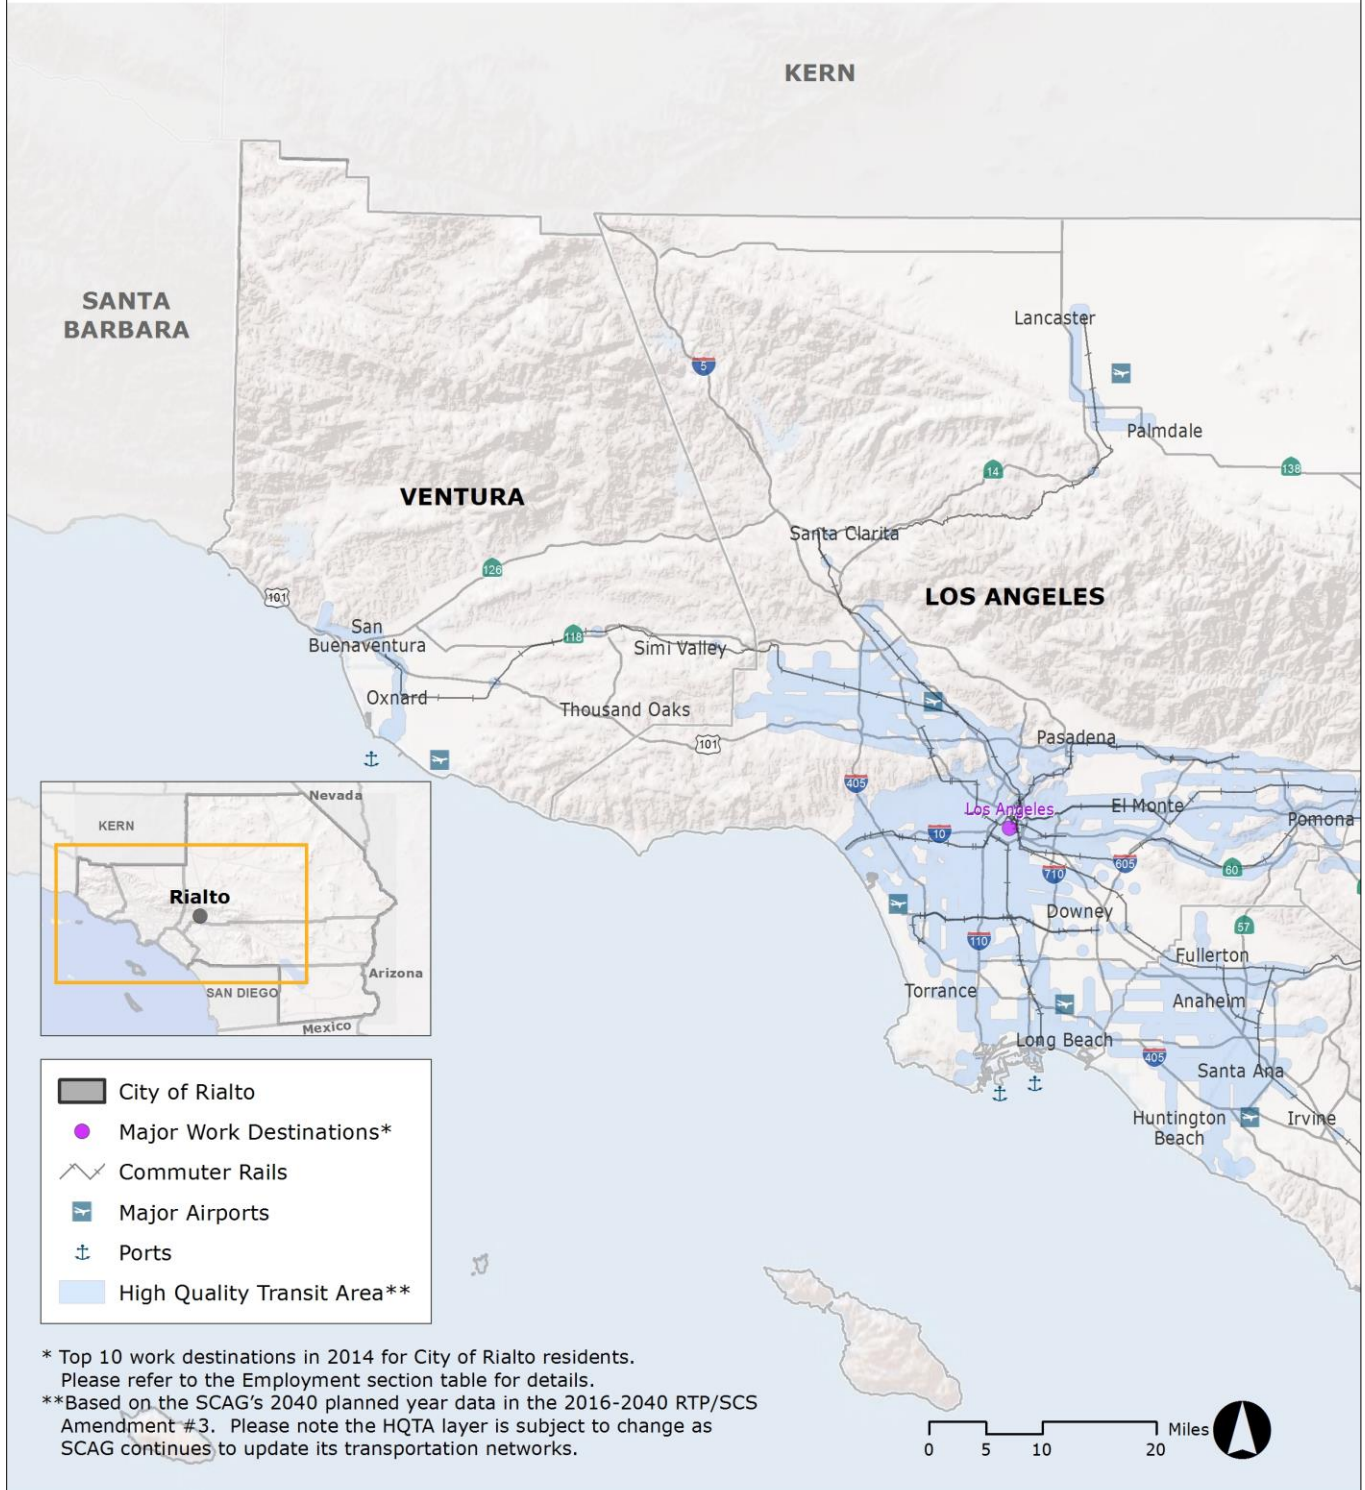 KERN
SANTA
BARBARA
Lancaster
5
Palmdale
14
138
VENTURA
Santa Clarita
126
LOS ANGELES
101
San
Buenaventura
118
Simi Valley
Oxnard
Thousand Oaks
101
Pasadena
405
Los Angeles
El Monte
Pomona
10
605
60
710
Downey
57
110
Fullerton
Torrance
Anaheim
Long Beach
405
Santa Ana
Huntington
Beach
Irvine
Nevada
KERN
Rialto
Arizona
SAN DIEGO
Mexico
City of Rialto
Major Work Destinations*
Commuter Rails
Major Airports
Ports
High Quality Transit Area**
* Top 10 work destinations in 2014 for City of Rialto residents.
Please refer to the Employment section table for details.
**Based on the SCAG's 2040 planned year data in the 2016-2040 RTP/SCS
Amendment #3. Please note the HQTA layer is subject to change as
SCAG continues to update its transportation networks.
0 5 10 20 Miles